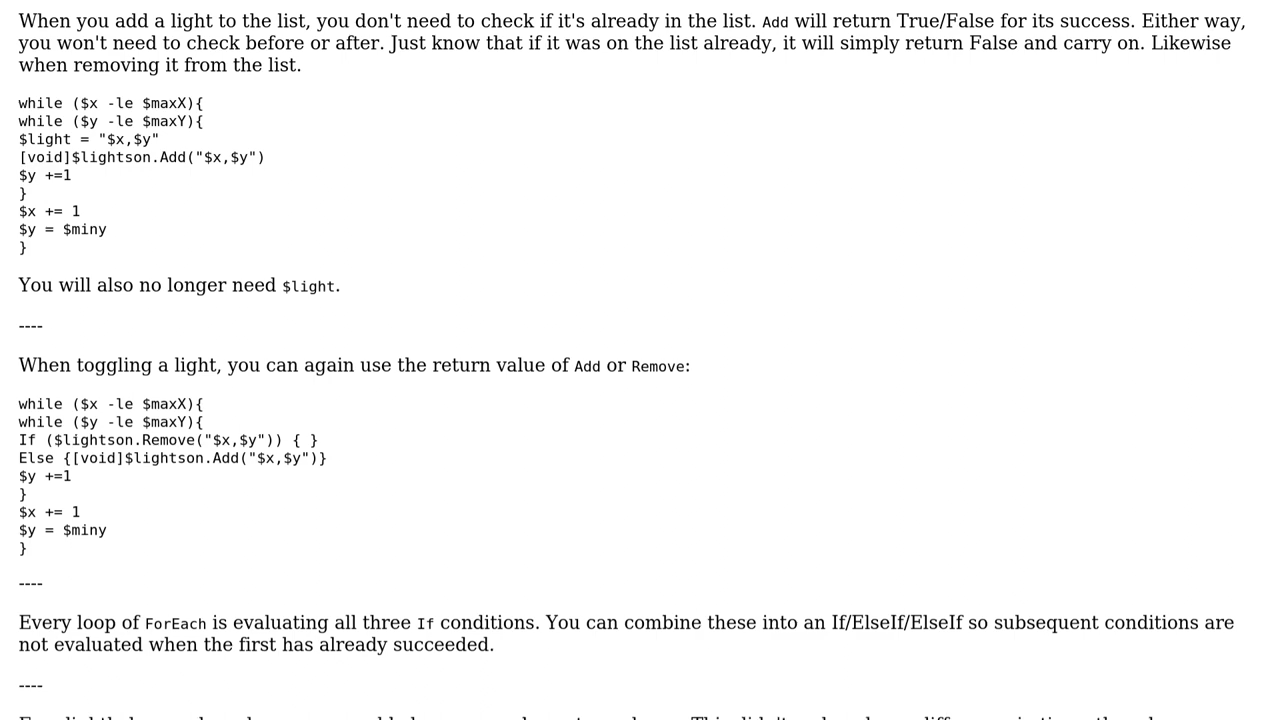 When you add a light to the list, you don't need to check if it's already in the list. Add will return True/False for its success. Either way,
you won't need to check before or after. Just know that if it was on the list already, it will simply return False and carry on. Likewise
when removing it from the list.
while ($x -le $maxX){
while ($y -le $maxY){
$light = "$x,$y"
[void]$lightson.Add("$x,$y")
$y +=1
}
$x += 1
$y = $miny
}
You will also no longer need $light.
----
When toggling a light, you can again use the return value of Add or Remove:
while ($x -le $maxX){
while ($y -le $maxY){
If ($lightson.Remove("$x,$y")) { }
Else {[void]$lightson.Add("$x,$y")}
$y +=1
}
$x += 1
$y = $miny
}
----
Every loop of ForEach is evaluating all three If conditions. You can combine these into an If/ElseIf/ElseIf so subsequent conditions are
not evaluated when the first has already succeeded.
----